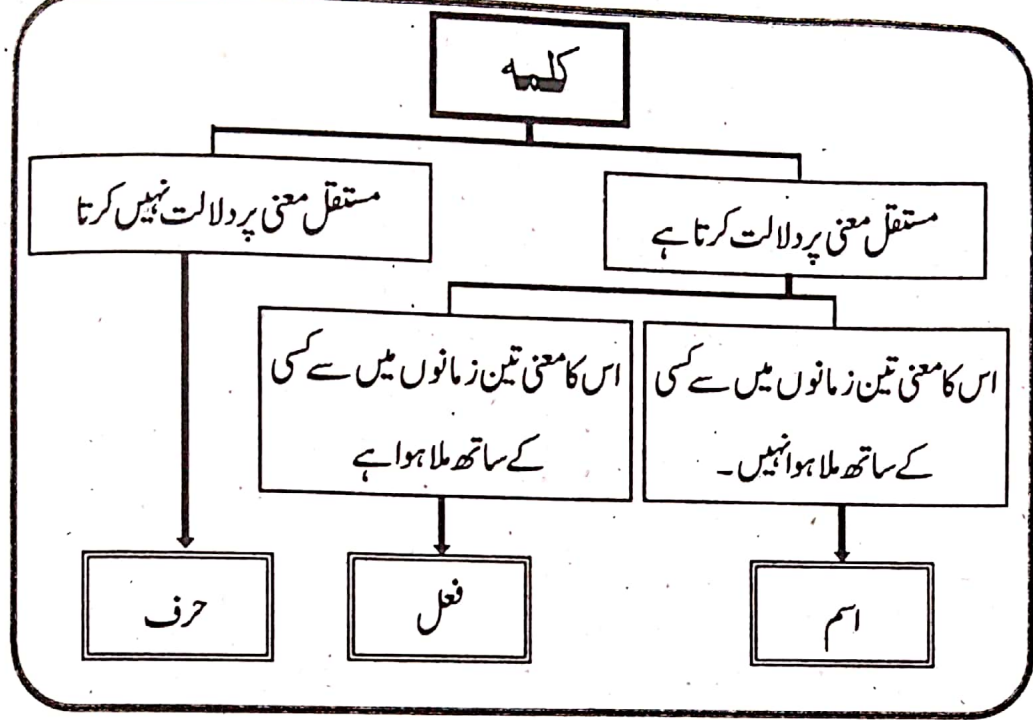 کلمہ
مستقل معنی پر دلالت کرتا ہے
مستقل معنی پر دلالت نہیں کرتا
اس کا معنی تین زمانوں میں سے کسی
کے ساتھ ملا ہوا نہیں۔
اس کا معنی تین زمانوں میں سے کسی
کے ساتھ ملا ہوا ہے
اسم
فعل
حرف